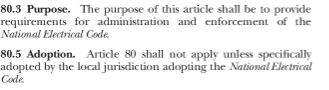 80.3 Purpose. The purpose of this article shall be to provide
requirements for administration and enforcement of the
National Electrical Code.
80.5 Adoption. Article 80 shall not apply unless specifically
adopted by the local jurisdiction adopting the National Electrical
Code.